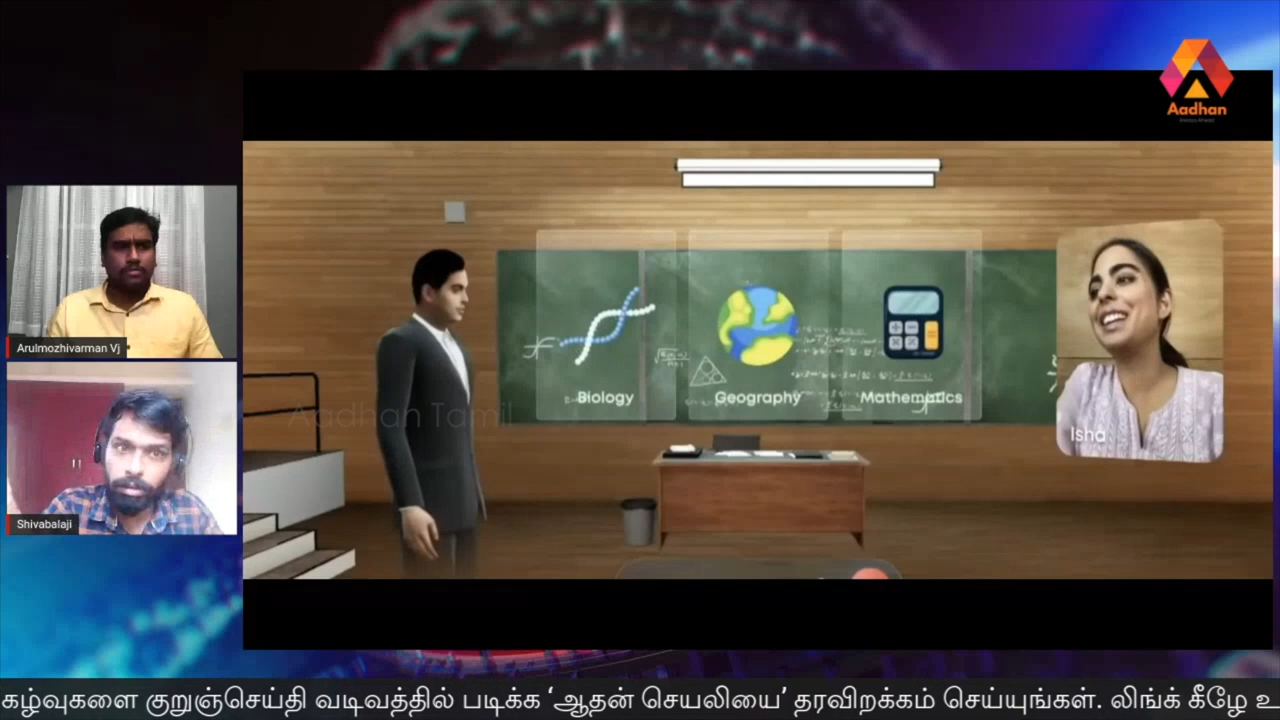 Aadhan
Arulmozhivarman Vj
Shivabalaji
Aadhan Tamil
Biology
Geography
Mathematics
Isha
கழ்வுகளை குறுஞ்செய்தி வடிவத்தில் படிக்க ‘ஆதன் செயலியை’ தரவிறக்கம் செய்யுங்கள். லிங்க் கீழே உ